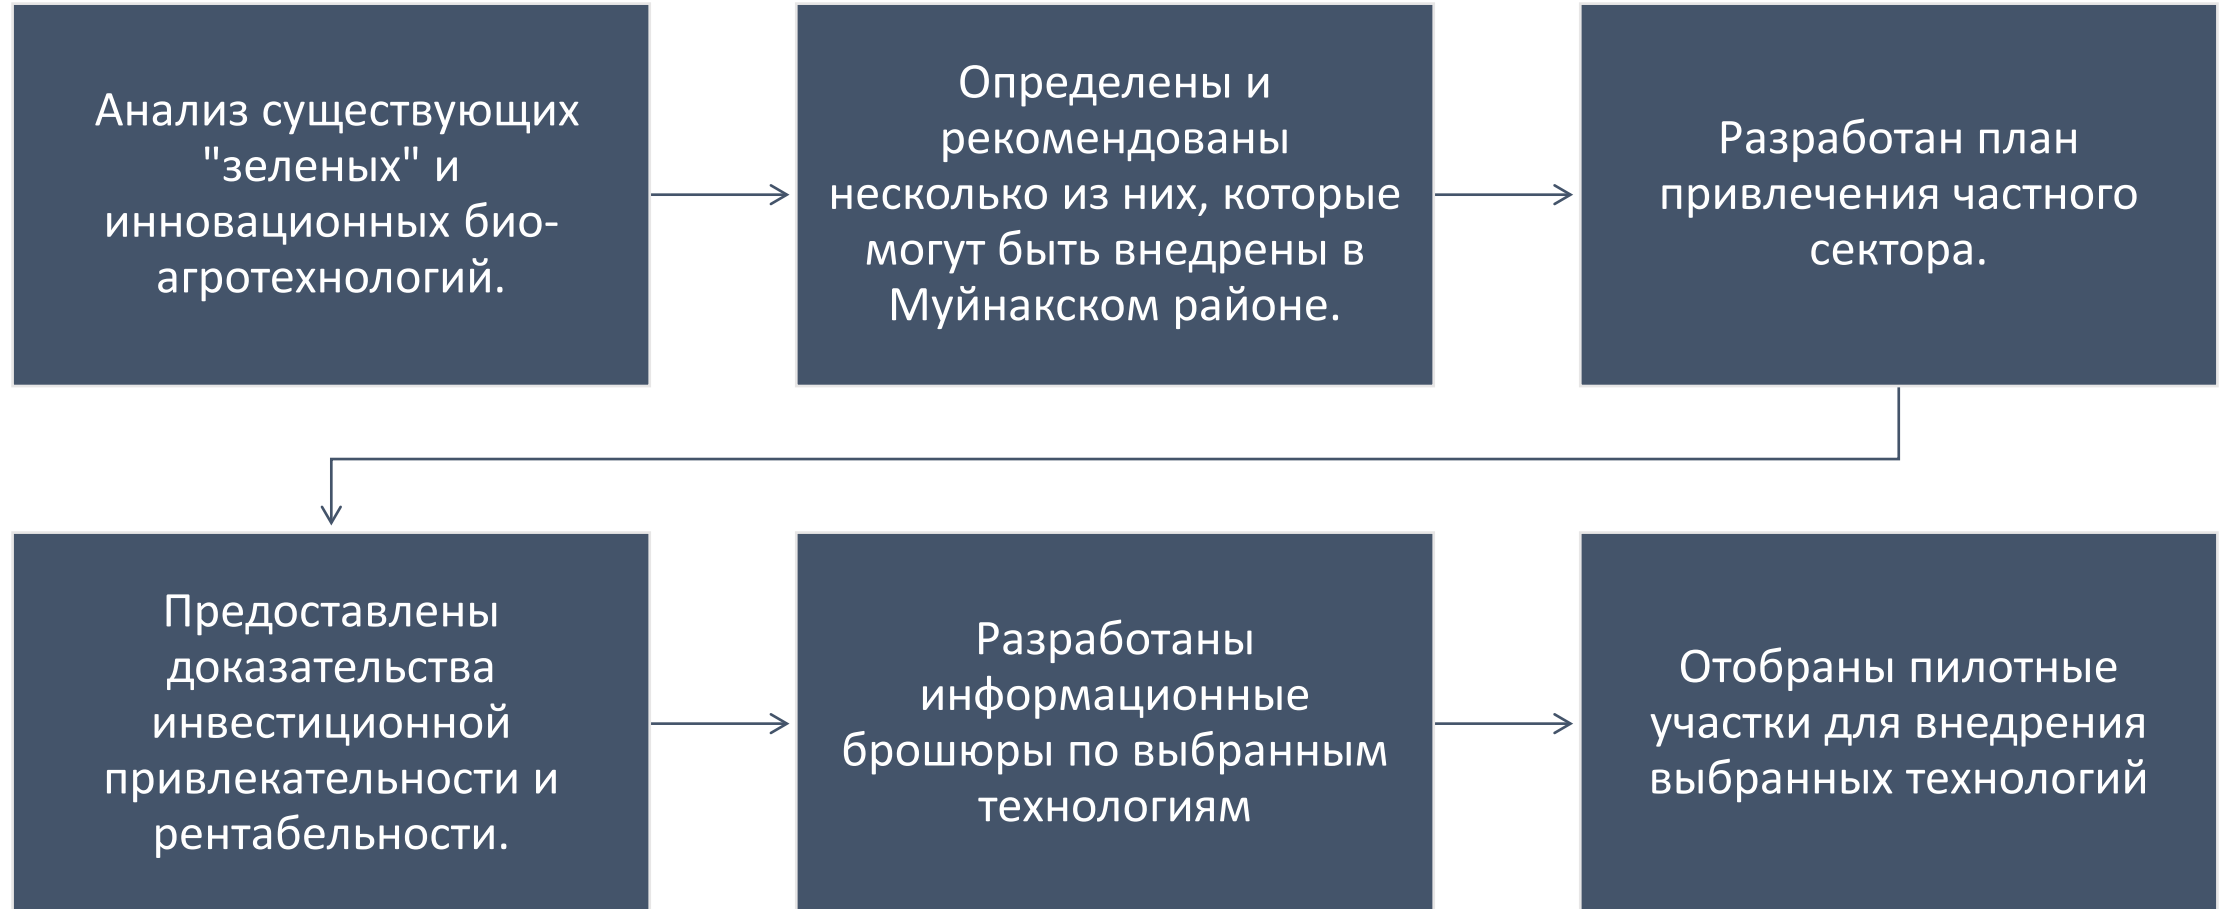 Анализ существующих
"зеленых" и
инновационных био-
агротехнологий.
Определены и
рекомендованы
несколько из них, которые
могут быть внедрены в
Муйнакском районе.
Разработан план
привлечения частного
сектора.
Предоставлены
доказательства
инвестиционной
привлекательности и
рентабельности.
Разработаны
информационные
брошюры по выбранным
технологиям
Отобраны пилотные
участки для внедрения
выбранных технологий